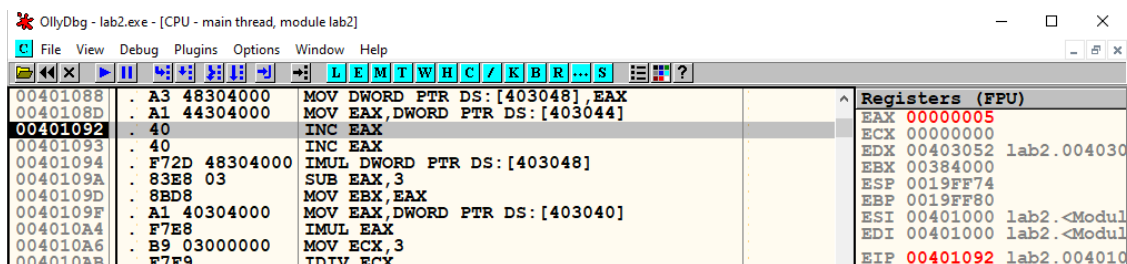 OllyDbg - lab2.exe - [CPU - main thread, module lab2]
C File View Debug Plugins Options Window Help
L E M T W H C / K B R ... S ?
00401088 . A3 48304000 MOV DWORD PTR DS:[403048],EAX
0040108D . A1 44304000 MOV EAX,DWORD PTR DS:[403044]
00401092 . 40 INC EAX
00401093 . 40 INC EAX
00401094 . F72D 48304000 IMUL DWORD PTR DS:[403048]
0040109A . 83E8 03 SUB EAX,3
0040109D . 8BD8 MOV EBX,EAX
0040109F . A1 40304000 MOV EAX,DWORD PTR DS:[403040]
004010A4 . F7E8 IMUL EAX
004010A6 . B9 03000000 MOV ECX,3
004010AB . F7F9 IDIV ECX
Registers (FPU)
EAX 00000005
ECX 00000000
EDX 00403052 lab2.004030
EBX 00384000
ESP 0019FF74
EBP 0019FF80
ESI 00401000 lab2.<Modul
EDI 00401000 lab2.<Modul
EIP 00401092 lab2.004010